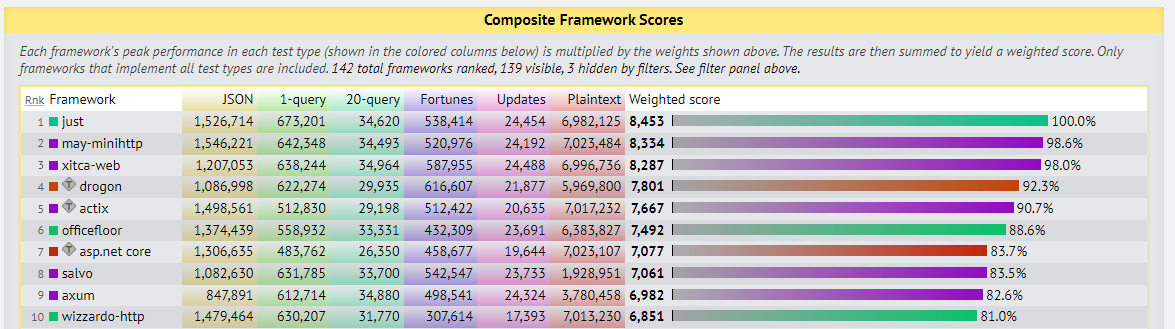 Composite Framework Scores
Each framework's peak performance in each test type (shown in the colored columns below) is multiplied by the weights shown above. The results are then summed to yield a weighted score. Only
frameworks that implement all test types are included. 142 total frameworks ranked, 139 visible, 3 hidden by filters. See filter panel above.
Rnk Framework JSON 1-query 20-query Fortunes Updates Plaintext Weighted score
1 just 1,526,714 673,201 34,620 538,414 24,454 6,982,125 8,453 100.0%
2 may-minihttp 1,546,221 642,348 34,493 520,976 24,192 7,023,484 8,334 98.6%
3 xitca-web 1,207,053 638,244 34,964 587,955 24,488 6,996,736 8,287 98.0%
4 T drogon 1,086,998 622,274 29,935 616,607 21,877 5,969,800 7,801 92.3%
5 T actix 1,498,561 512,830 29,198 512,422 20,635 7,017,232 7,667 90.7%
6 officefloor 1,374,439 558,932 33,331 432,309 23,691 6,383,827 7,492 88.6%
7 T asp.net core 1,306,635 483,762 26,350 458,677 19,644 7,023,107 7,077 83.7%
8 salvo 1,082,630 631,785 33,700 542,547 23,733 1,928,951 7,061 83.5%
9 axum 847,891 612,714 34,880 498,541 24,324 3,780,458 6,982 82.6%
10 wizzardo-http 1,479,464 630,207 31,770 307,614 17,393 7,013,230 6,851 81.0%